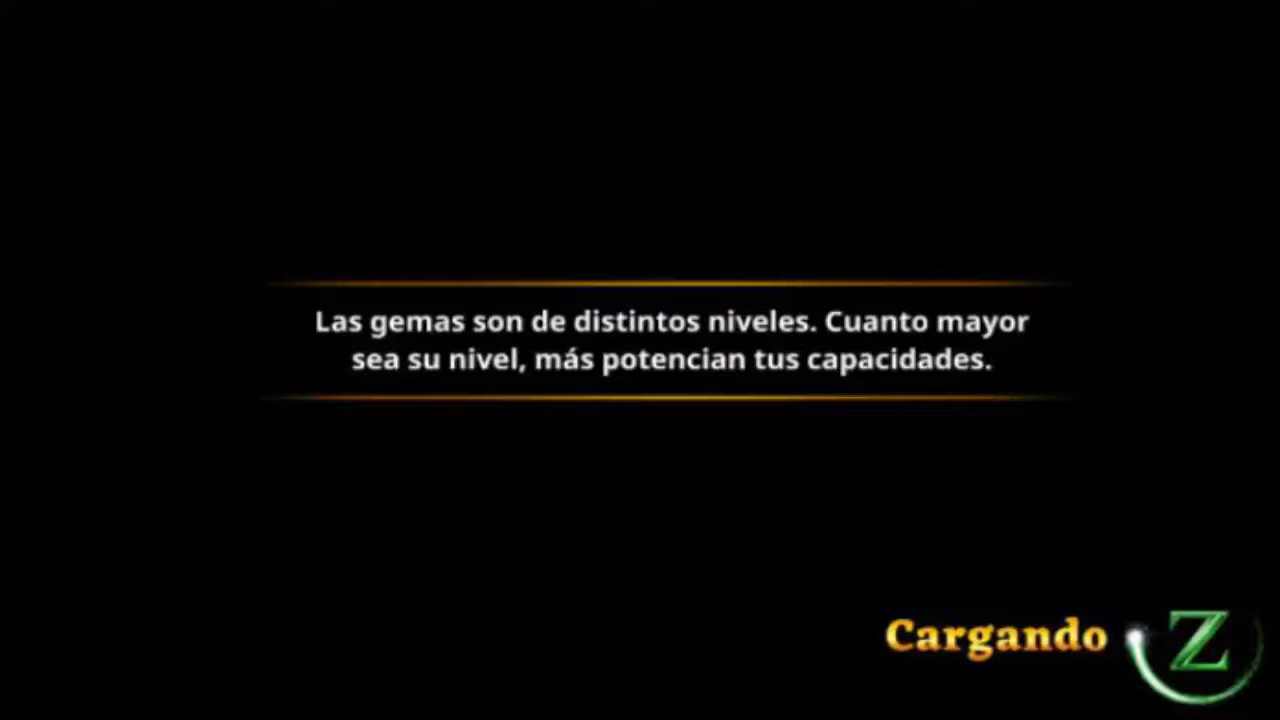 Las gemas son de distintos niveles. Cuanto mayor
sea su nivel, más potencian tus capacidades.
Cargando
Z